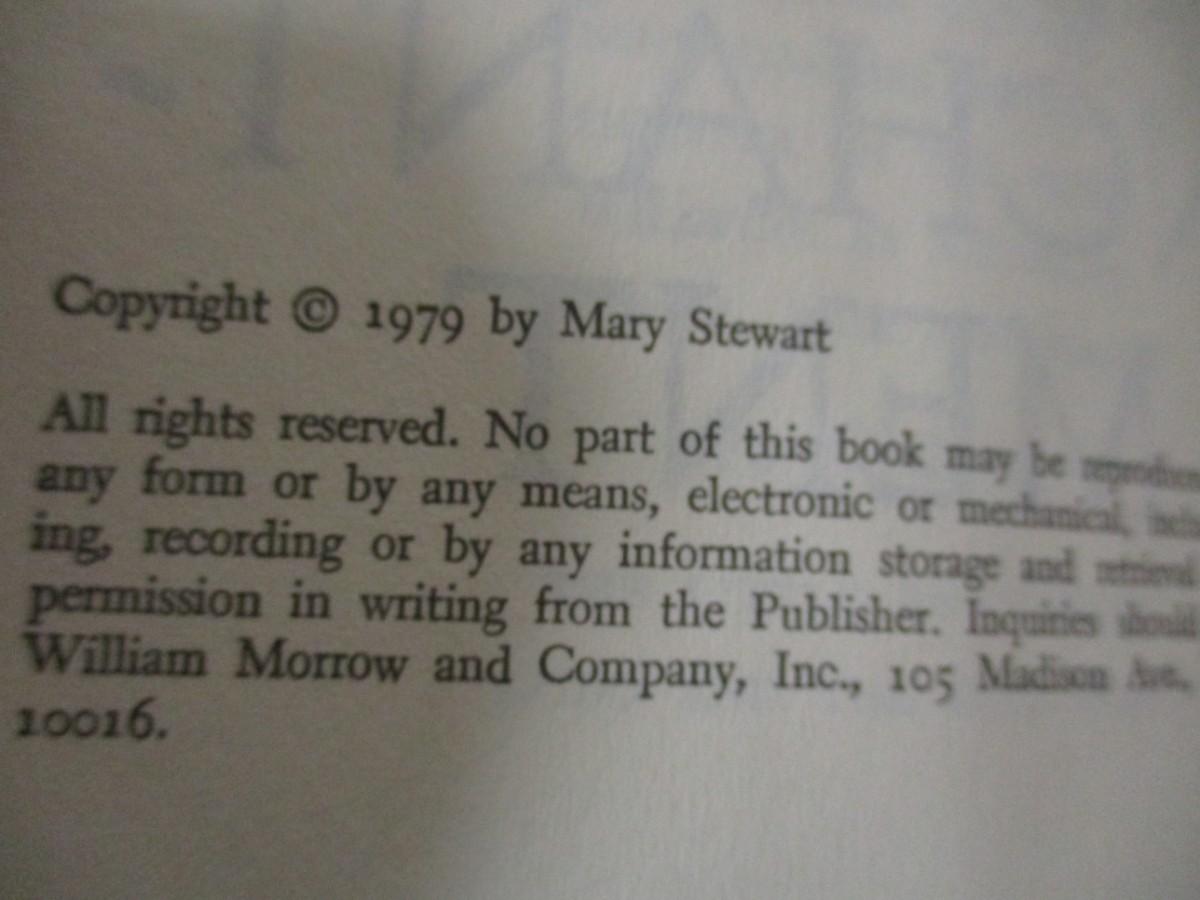 Copyright © 1979 by Mary Stewart
All rights reserved. No part of this book may be
any form or by any means, electronic or mechanical,
ing, recording or by any information storage and retrieval
permission in writing from the Publisher. Inquiries should
William Morrow and Company, Inc., 105 Madison Ave.,
10016.